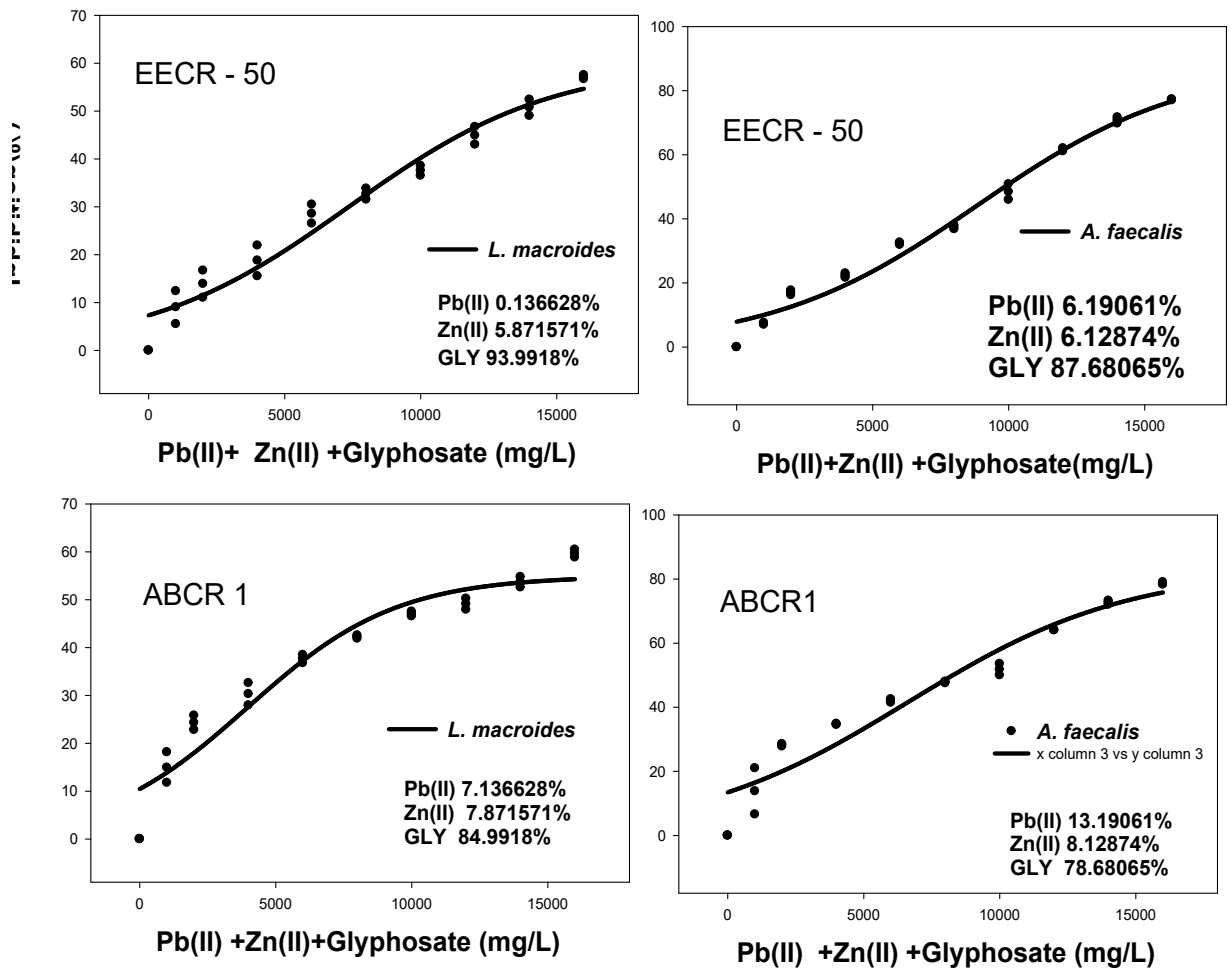 70
60
50
40
30
20
10
0
EECR - 50
L. macroides
Pb(II) 0.136628%
Zn(II) 5.871571%
GLY 93.9918%
0 5000 10000 15000
Pb(II)+ Zn(II) +Glyphosate (mg/L)
100
80
60
40
20
0
EECR - 50
A. faecalis
Pb(II) 6.19061%
Zn(II) 6.12874%
GLY 87.68065%
0 5000 10000 15000
Pb(II)+Zn(II) +Glyphosate(mg/L)
70
60
50
40
30
20
10
0
ABCR 1
L. macroides
Pb(II) 7.136628%
Zn(II) 7.871571%
GLY 84.9918%
0 5000 10000 15000
Pb(II) +Zn(II)+Glyphosate (mg/L)
100
80
60
40
20
0
ABCR1
A. faecalis
x column 3 vs y column 3
Pb(II) 13.19061%
Zn(II) 8.12874%
GLY 78.68065%
0 5000 10000 15000
Pb(II) +Zn(II) +Glyphosate (mg/L)